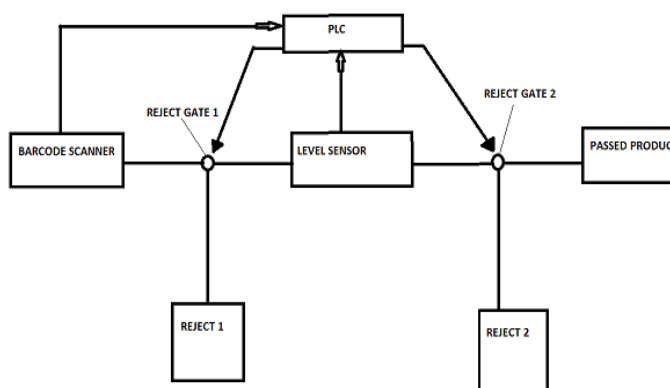 PLC
REJECT GATE 1
REJECT GATE 2
BARCODE SCANNER
LEVEL SENSOR
PASSED PRODUC
REJECT 1
REJECT 2